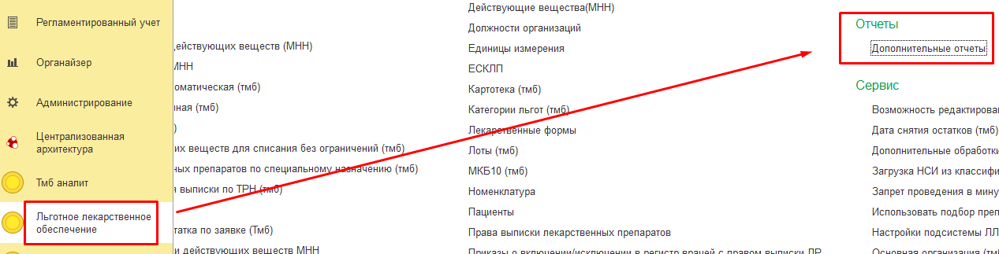 Регламентированный учет
Органайзер
Администрирование
Централизованная
архитектура
Тмб аналит
Льготное лекарственное
обеспечение
действующих веществ (МНН)
МНН
оматическая (тмб)
ная (тмб)
)
их веществ для списания без ограничений (тмб)
ных препаратов по специальному назначению (тмб)
я выписки по ТРН (тмб)
татка по заявке (Тмб)
и действующих веществ МНН
Действующие вещества(МНН)
Должности организаций
Единицы измерения
ЕСКЛП
Картотека (тмб)
Категории льгот (тмб)
Лекарственные формы
Лоты (тмб)
МКБ10 (тмб)
Номенклатура
Пациенты
Права выписки лекарственных препаратов
Приказы о включении/исключении в регистр врачей с правом выписки ЛР
Отчеты
Дополнительные отчеты
Сервис
Возможность редактирован
Дата снятия остатков (тмб)
Дополнительные обработки
Загрузка НСИ из классифи
Запрет проведения в мину
Использовать подбор преп
Настройки подсистемы ЛЛ
Основная организация (тмб